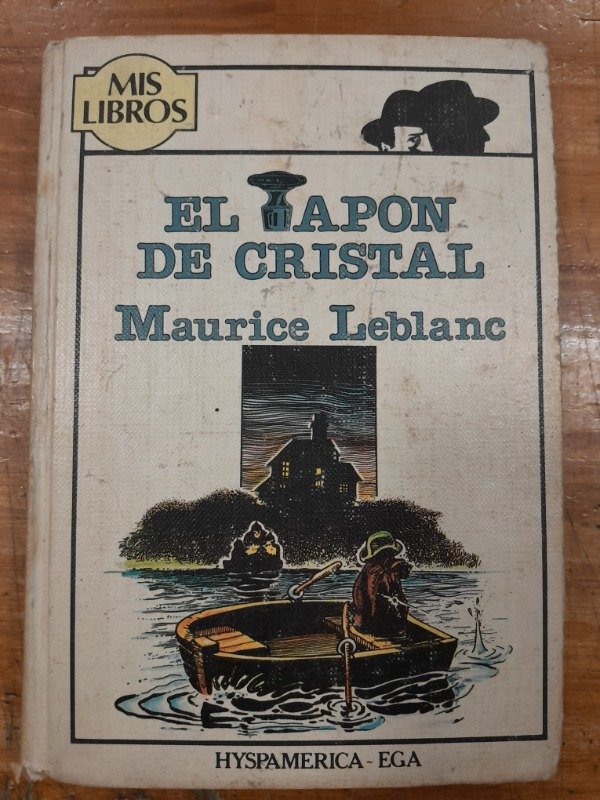 MIS
LIBROS
EL TAPON
DE CRISTAL
Maurice Leblanc
HYSPAMERICA - EGA